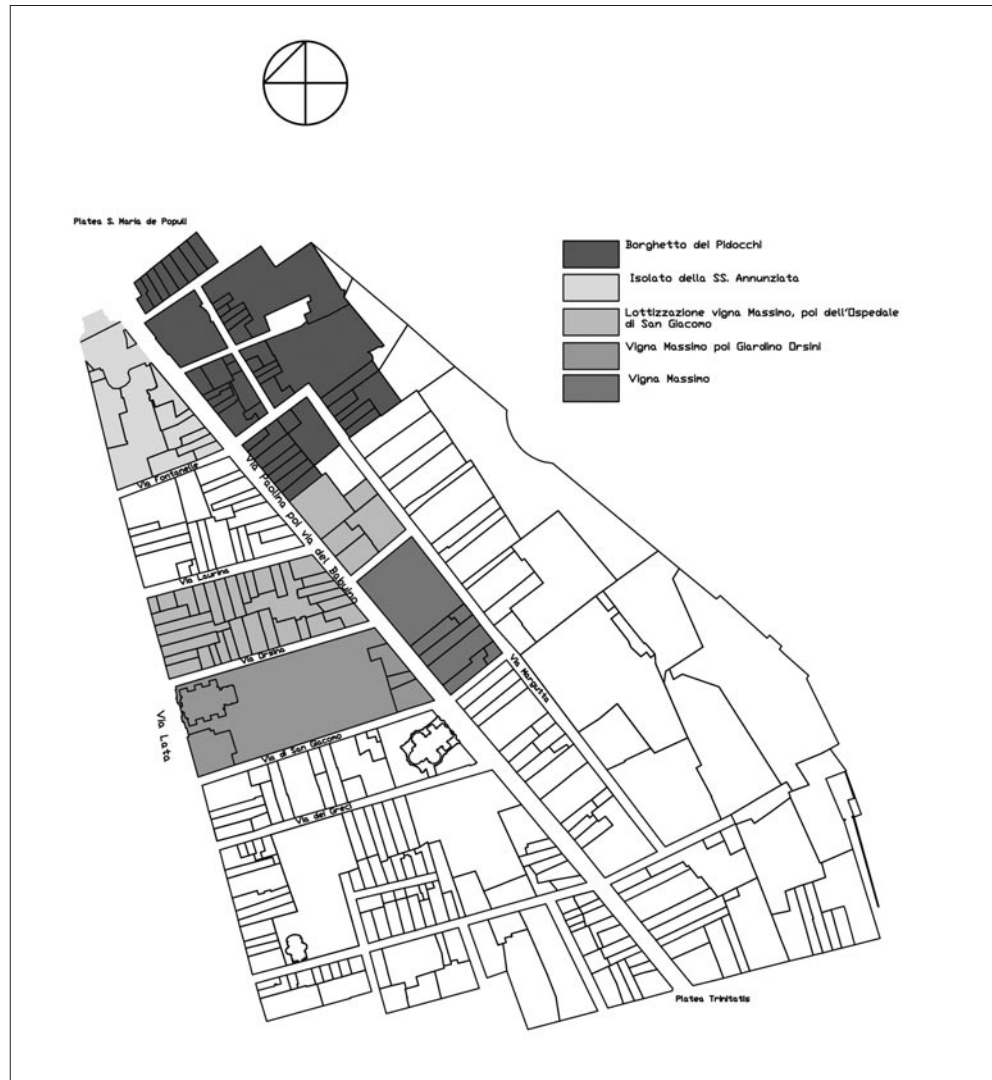 Platea S. Maria de Populi
Borghetto dei Pidocchi
Isolato della SS. Annunziata
Lottizzazione vigna Massimo, poi dell'Ospedale
di San Giacomo
Vigna Massimo poi Giardino Orsini
Vigna Massimo
Via Fontanelle
Via Paolina poi via del Babuino
Via Laurina
Via Orsina
Via Margutta
Via Lata
Via di San Giacomo
Via dei Greci
Platea Trinitatis